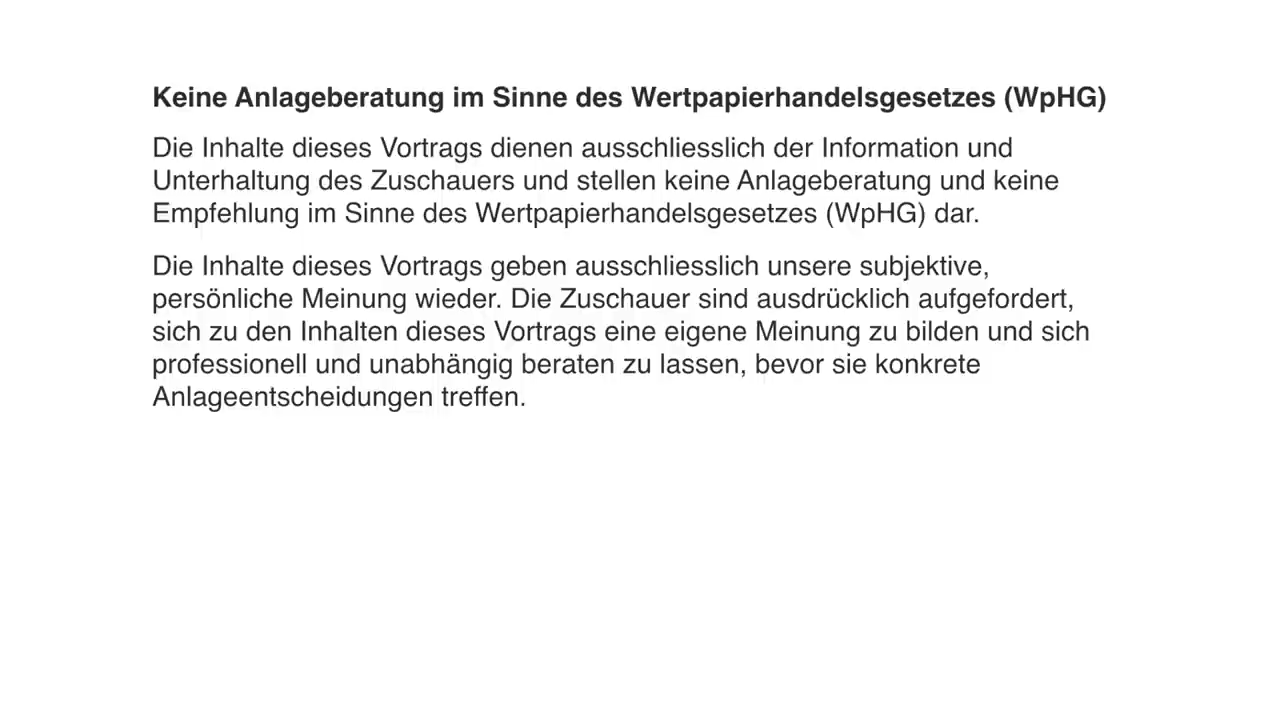 Keine Anlageberatung im Sinne des Wertpapierhandelsgesetzes (WpHG)
Die Inhalte dieses Vortrags dienen ausschliesslich der Information und
Unterhaltung des Zuschauers und stellen keine Anlageberatung und keine
Empfehlung im Sinne des Wertpapierhandelsgesetzes (WpHG) dar.
Die Inhalte dieses Vortrags geben ausschliesslich unsere subjektive,
persönliche Meinung wieder. Die Zuschauer sind ausdrücklich aufgefordert,
sich zu den Inhalten dieses Vortrags eine eigene Meinung zu bilden und sich
professionell und unabhängig beraten zu lassen, bevor sie konkrete
Anlageentscheidungen treffen.